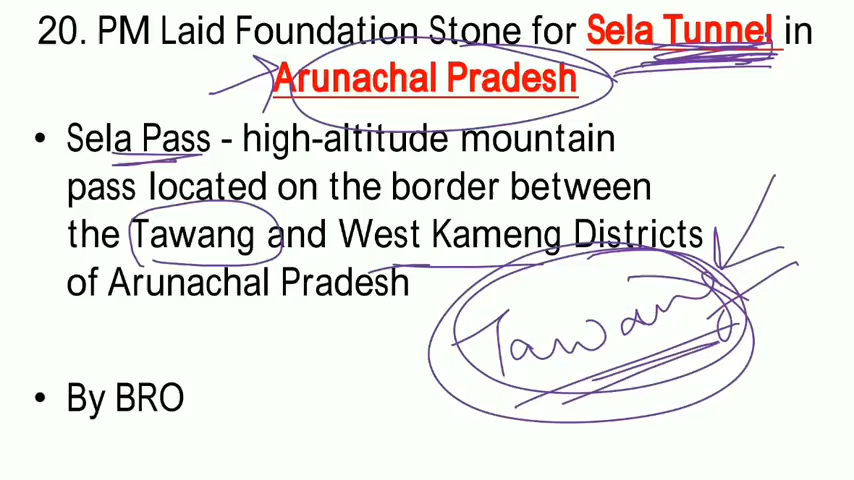 20. PM Laid Foundation Stone for Sela Tunnel in
Arunachal Pradesh
• Sela Pass - high-altitude mountain
pass located on the border between
the Tawang and West Kameng Districts
of Arunachal Pradesh
Tawang
• By BRO